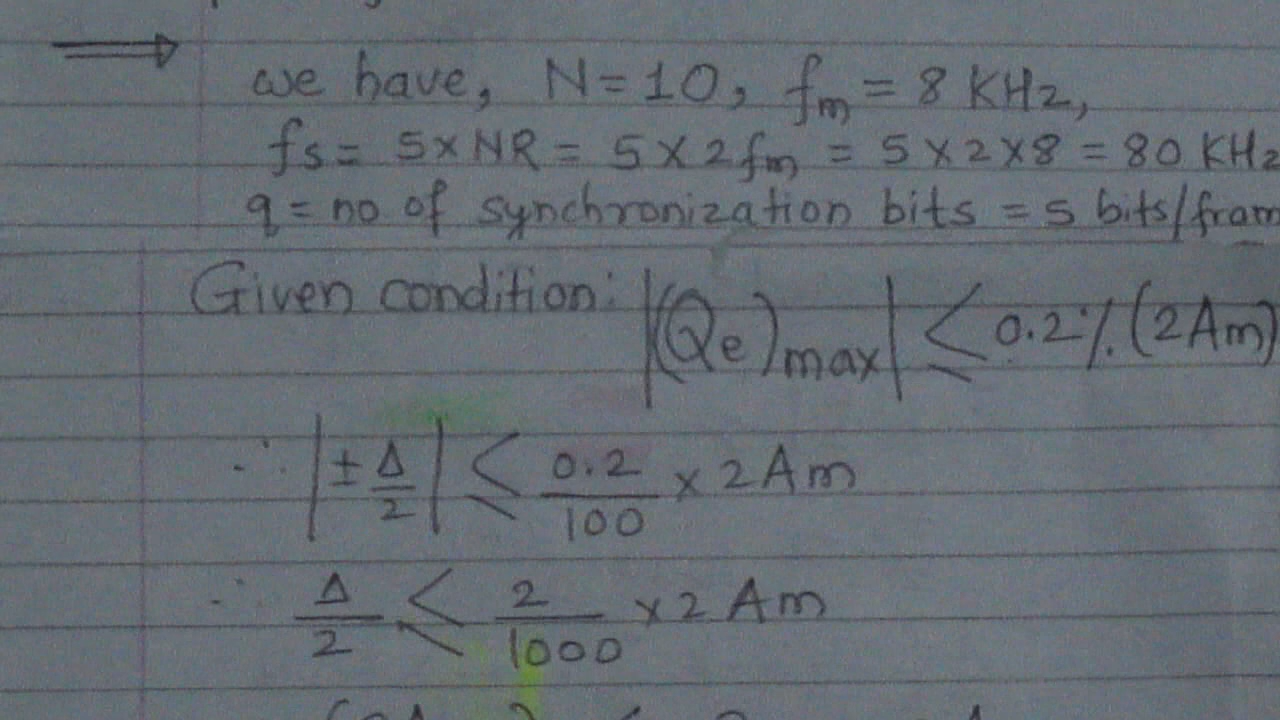 we have, N=10, fm = 8 KHz,
fs = 5×NR = 5×2fm = 5×2×8 = 80 KHz
q = no of synchronization bits = 5 bits/fram
Given condition: |(Qe)max| ≤ 0.2% (2Am)
∴ |± Δ/2| ≤ 0.2/100 × 2Am
∴ Δ/2 ≤ 2/1000 × 2Am